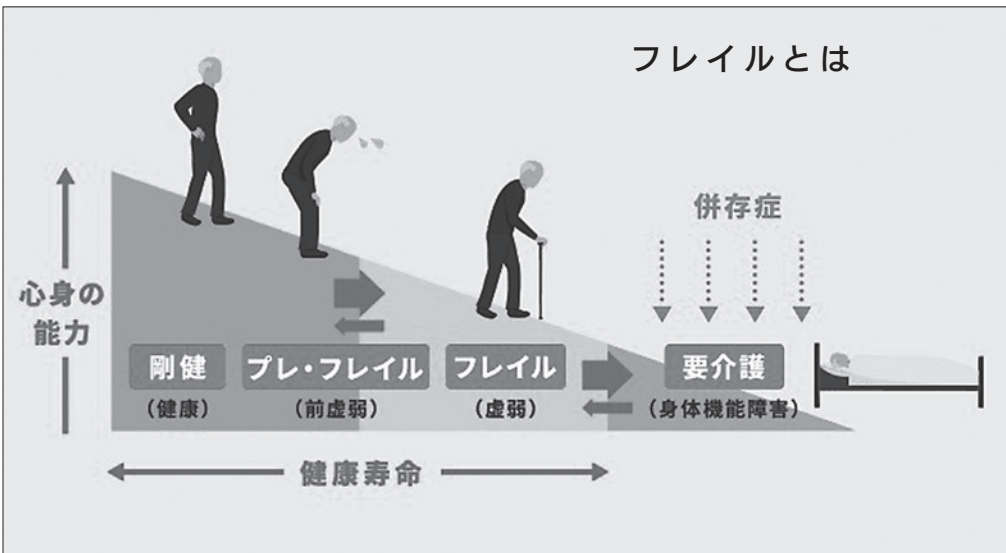 フレイルとは
併存症
心身の
能力
剛健
(健康)
プレ・フレイル
(前虚弱)
フレイル
(虚弱)
要介護
(身体機能障害)
健康寿命